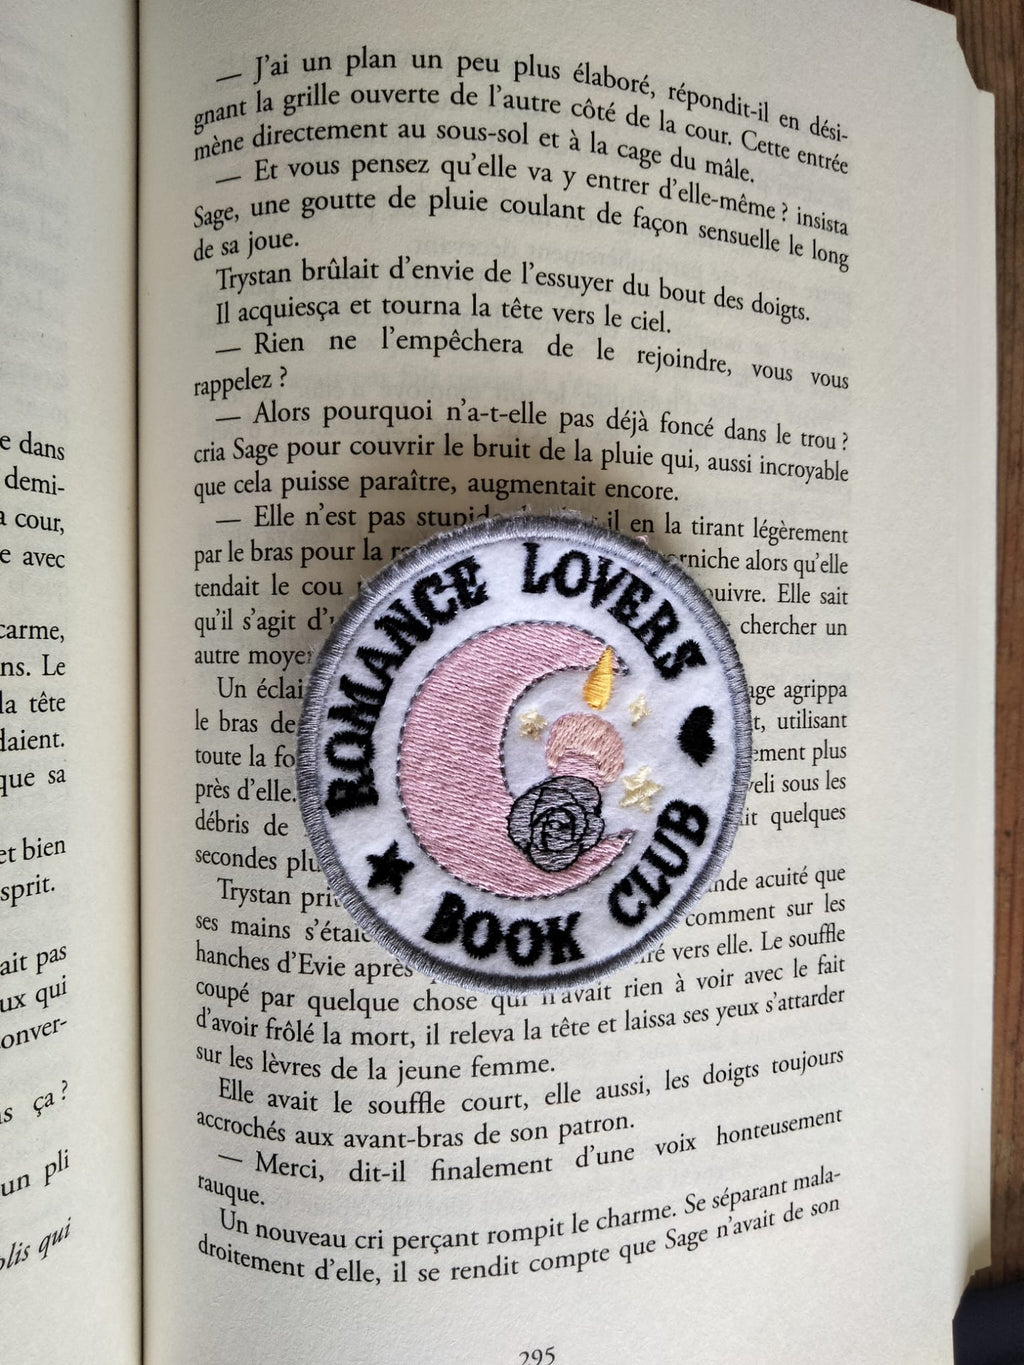 e dans
demi-
a cour,
e avec
carme,
ns. Le
la tête
daient.
que sa
et bien
sprit.
ait pas
ux qui
onver-
s ça ?
un pli
olis qui
— J'ai un plan un peu plus élaboré, répondit-il en dési-
gnant la grille ouverte de l'autre côté de la cour. Cette entrée
mène directement au sous-sol et à la cage du mâle.
— Et vous pensez qu'elle va y entrer d'elle-même ? insista
Sage, une goutte de pluie coulant de façon sensuelle le long
de sa joue.
Trystan brûlait d'envie de l'essuyer du bout des doigts.
Il acquiesça et tourna la tête vers le ciel.
— Rien ne l'empêchera de le rejoindre, vous vous
rappelez ?
— Alors pourquoi n'a-t-elle pas déjà foncé dans le trou ?
cria Sage pour couvrir le bruit de la pluie qui, aussi incroyable
que cela puisse paraître, augmentait encore.
— Elle n'est pas il en la tirant légèrement
par le bras pour la rniche alors qu'elle
tendait le cou uivre. Elle sait
qu'il s'agit d' chercher un
autre moye
Un éclai age agrippa
le bras de t, utilisant
toute la fo ement plus
près d'elle. veli sous les
débris de it quelques
secondes plu
Trystan pri nde acuité que
ses mains s'étaie comment sur les
hanches d'Evie après ré vers elle. Le souffle
coupé par quelque chose qui n'avait rien à voir avec le fait
d'avoir frôlé la mort, il releva la tête et laissa ses yeux s'attarder
sur les lèvres de la jeune femme.
Elle avait le souffle court, elle aussi, les doigts toujours
accrochés aux avant-bras de son patron.
— Merci, dit-il finalement d'une voix honteusement
rauque.
Un nouveau cri perçant rompit le charme. Se séparant mala-
droitement d'elle, il se rendit compte que Sage n'avait de son
295
ROMANCE LOVERS
BOOK CLUB